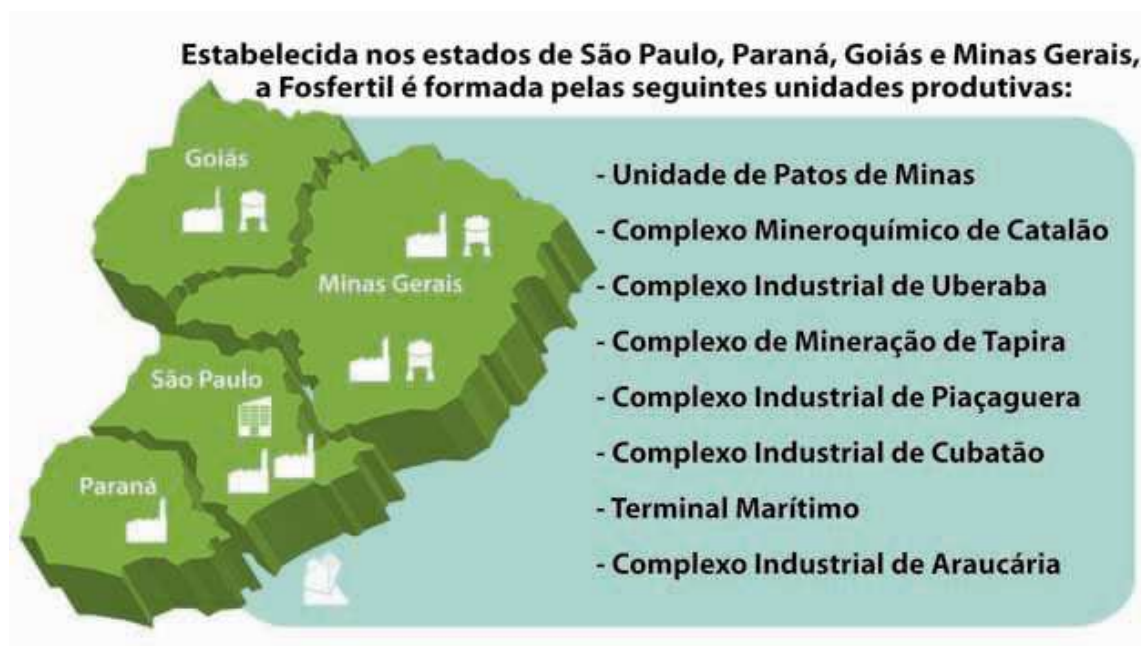 Estabelecida nos estados de São Paulo, Paraná, Goiás e Minas Gerais,
a Fosfertil é formada pelas seguintes unidades produtivas:
Goiás
Minas Gerais
São Paulo
Paraná
- Unidade de Patos de Minas
- Complexo Mineroquímico de Catalão
- Complexo Industrial de Uberaba
- Complexo de Mineração de Tapira
- Complexo Industrial de Piaçaguera
- Complexo Industrial de Cubatão
- Terminal Marítimo
- Complexo Industrial de Araucária